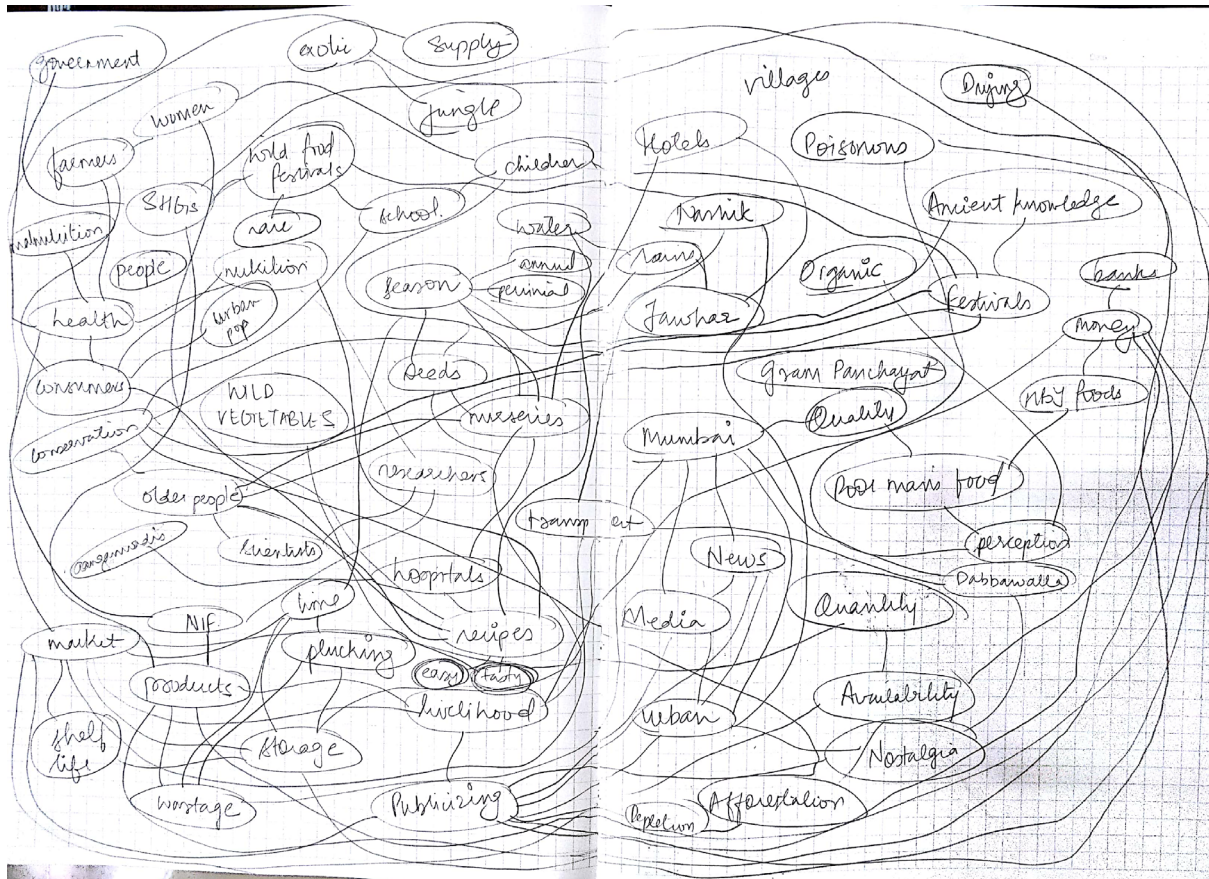 government
exotic
Supply
jungle
women
farmers
Wild food
festivals
children
SHGs
school
rare
malnutrition
people
nutrition
water
annual
perinnial
season
health
urban
pop
consumers
Seeds
WILD
VEGETABLES
nurseries
conservation
researchers
older people
transport
Scientists
hospitals
time
NIF
recipes
market
plucking
easy
tasty
products
livelihood
shelf
life
storage
wastage
Publicizing
villages
Drying
Hotels
Poisonous
Nashik
Ancient knowledge
rains
Organic
banks
Jawhar
festivals
money
Gram Panchayat
Quality
Mumbai
Poor man's food
perception
News
Dabbawalla
Media
Quantity
Availability
urban
Nostalgia
Depletion
Afforestation